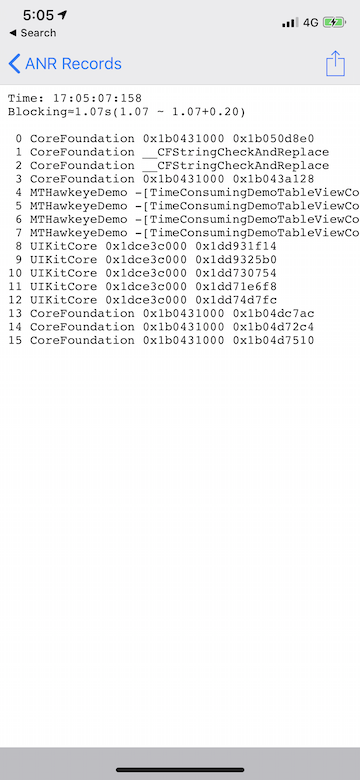 5:05
4G
Search
ANR Records
Time: 17:05:07:158
Blocking=1.07s(1.07 ~ 1.07+0.20)
0 CoreFoundation 0x1b0431000 0x1b050d8e0
1 CoreFoundation __CFStringCheckAndReplace
2 CoreFoundation __CFStringCheckAndReplace
3 CoreFoundation 0x1b0431000 0x1b043a128
4 MTHawkeyeDemo -[TimeConsumingDemoTableViewCo
5 MTHawkeyeDemo -[TimeConsumingDemoTableViewCo
6 MTHawkeyeDemo -[TimeConsumingDemoTableViewCo
7 MTHawkeyeDemo -[TimeConsumingDemoTableViewCo
8 UIKitCore 0x1dce3c000 0x1dd931f14
9 UIKitCore 0x1dce3c000 0x1dd9325b0
10 UIKitCore 0x1dce3c000 0x1dd730754
11 UIKitCore 0x1dce3c000 0x1dd71e6f8
12 UIKitCore 0x1dce3c000 0x1dd74d7fc
13 CoreFoundation 0x1b0431000 0x1b04dc7ac
14 CoreFoundation 0x1b0431000 0x1b04d72c4
15 CoreFoundation 0x1b0431000 0x1b04d7510